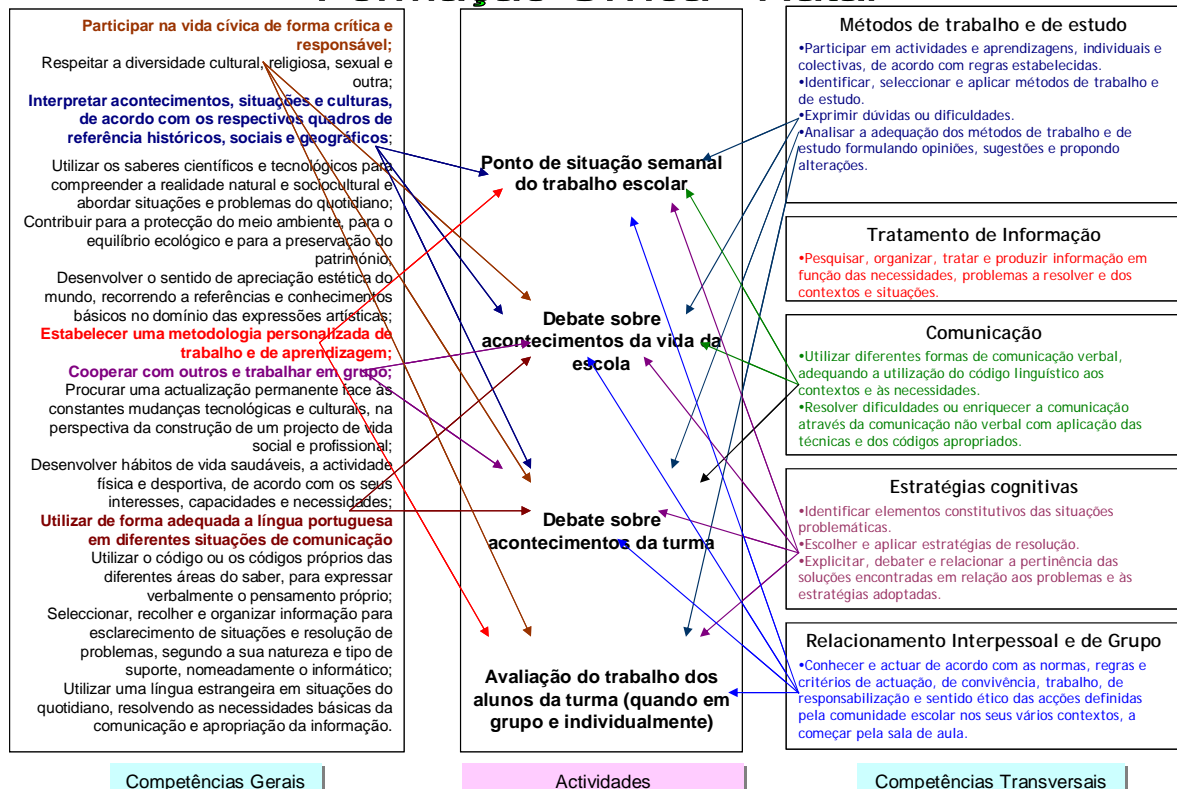 Participar na vida cívica de forma crítica e
responsável;
Respeitar a diversidade cultural, religiosa, sexual e
outra;
Interpretar acontecimentos, situações e culturas,
de acordo com os respectivos quadros de
referência históricos, sociais e geográficos;
Utilizar os saberes científicos e tecnológicos para
compreender a realidade natural e sociocultural e
abordar situações e problemas do quotidiano;
Contribuir para a protecção do meio ambiente, para o
equilíbrio ecológico e para a preservação do
património;
Desenvolver o sentido de apreciação estética do
mundo, recorrendo a referências e conhecimentos
básicos no domínio das expressões artísticas;
Estabelecer uma metodologia personalizada de
trabalho e de aprendizagem;
Cooperar com outros e trabalhar em grupo;
Procurar uma actualização permanente face às
constantes mudanças tecnológicas e culturais, na
perspectiva da construção de um projecto de vida
social e profissional;
Desenvolver hábitos de vida saudáveis, a actividade
física e desportiva, de acordo com os seus
interesses, capacidades e necessidades;
Utilizar de forma adequada a língua portuguesa
em diferentes situações de comunicação
Utilizar o código ou os códigos próprios das
diferentes áreas do saber, para expressar
verbalmente o pensamento próprio;
Seleccionar, recolher e organizar informação para
esclarecimento de situações e resolução de
problemas, segundo a sua natureza e tipo de
suporte, nomeadamente o informático;
Utilizar uma língua estrangeira em situações do
quotidiano, resolvendo as necessidades básicas da
comunicação e apropriação da informação.
Competências Gerais
Ponto de situação semanal
do trabalho escolar
Debate sobre
acontecimentos da vida da
escola
Debate sobre
acontecimentos da turma
Avaliação do trabalho dos
alunos da turma (quando em
grupo e individualmente)
Actividades
Métodos de trabalho e de estudo
•Participar em actividades e aprendizagens, individuais e
colectivas, de acordo com regras estabelecidas.
•Identificar, seleccionar e aplicar métodos de trabalho e
de estudo.
•Exprimir dúvidas ou dificuldades.
•Analisar a adequação dos métodos de trabalho e de
estudo formulando opiniões, sugestões e propondo
alterações.
Tratamento de Informação
•Pesquisar, organizar, tratar e produzir informação em
função das necessidades, problemas a resolver e dos
contextos e situações.
Comunicação
•Utilizar diferentes formas de comunicação verbal,
adequando a utilização do código linguístico aos
contextos e às necessidades.
•Resolver dificuldades ou enriquecer a comunicação
através da comunicação não verbal com aplicação das
técnicas e dos códigos apropriados.
Estratégias cognitivas
•Identificar elementos constitutivos das situações
problemáticas.
•Escolher e aplicar estratégias de resolução.
•Explicitar, debater e relacionar a pertinência das
soluções encontradas em relação aos problemas e às
estratégias adoptadas.
Relacionamento Interpessoal e de Grupo
•Conhecer e actuar de acordo com as normas, regras e
critérios de actuação, de convivência, trabalho, de
responsabilização e sentido ético das acções definidas
pela comunidade escolar nos seus vários contextos, a
começar pela sala de aula.
Competências Transversais